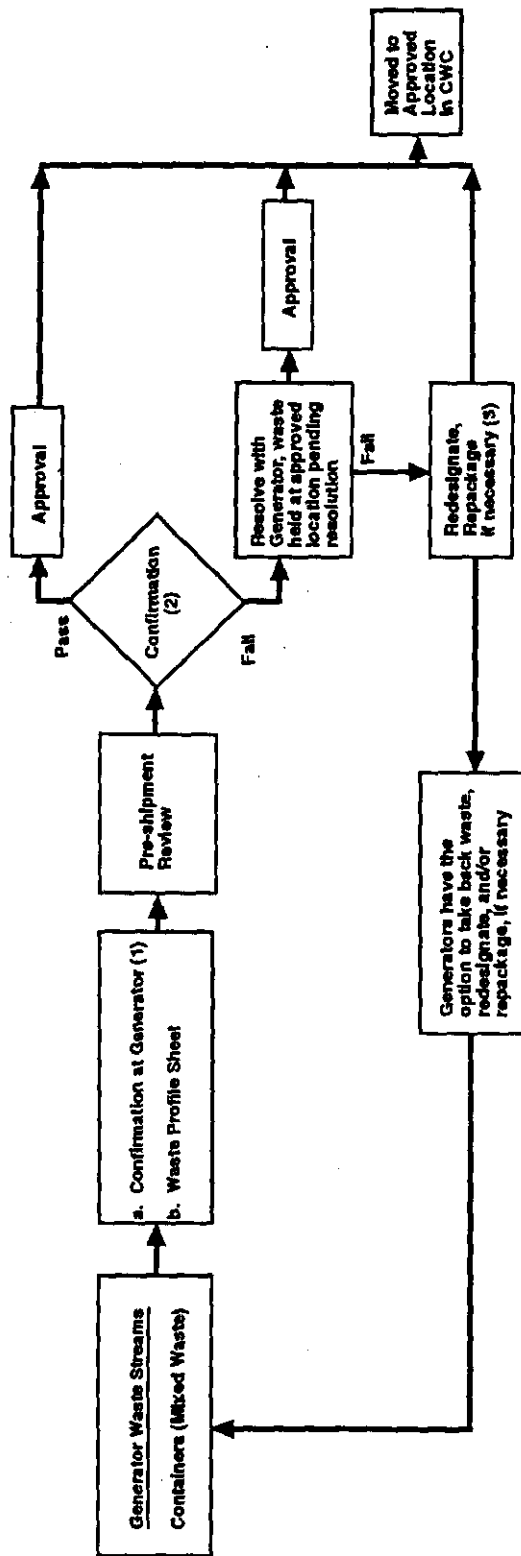 Generator Waste Streams
Containers (Mixed Waste)
a. Confirmation at Generator (1)
b. Waste Profile Sheet
Pre-shipment
Review
Confirmation
(2)
Pass
Fail
Approval
Resolve with
Generator, waste
held at approved
location pending
resolution
Approval
Fail
Redesignate,
Repackage
if necessary (3)
Moved to
Approved
Location
in CWC
Generators have the
option to take back waste,
redesignate, and/or
repackage, if necessary